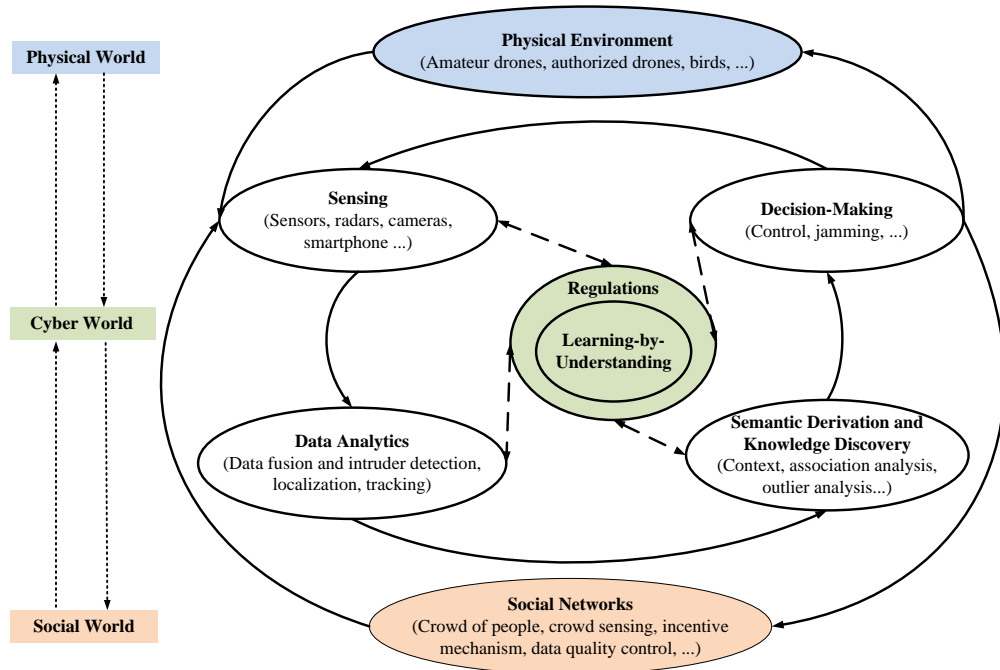 Physical World
Cyber World
Social World
Physical Environment
(Amateur drones, authorized drones, birds, ...)
Sensing
(Sensors, radars, cameras,
smartphone ...)
Decision-Making
(Control, jamming, ...)
Regulations
Learning-by-
Understanding
Data Analytics
(Data fusion and intruder detection,
localization, tracking)
Semantic Derivation and
Knowledge Discovery
(Context, association analysis,
outlier analysis...)
Social Networks
(Crowd of people, crowd sensing, incentive
mechanism, data quality control, ...)